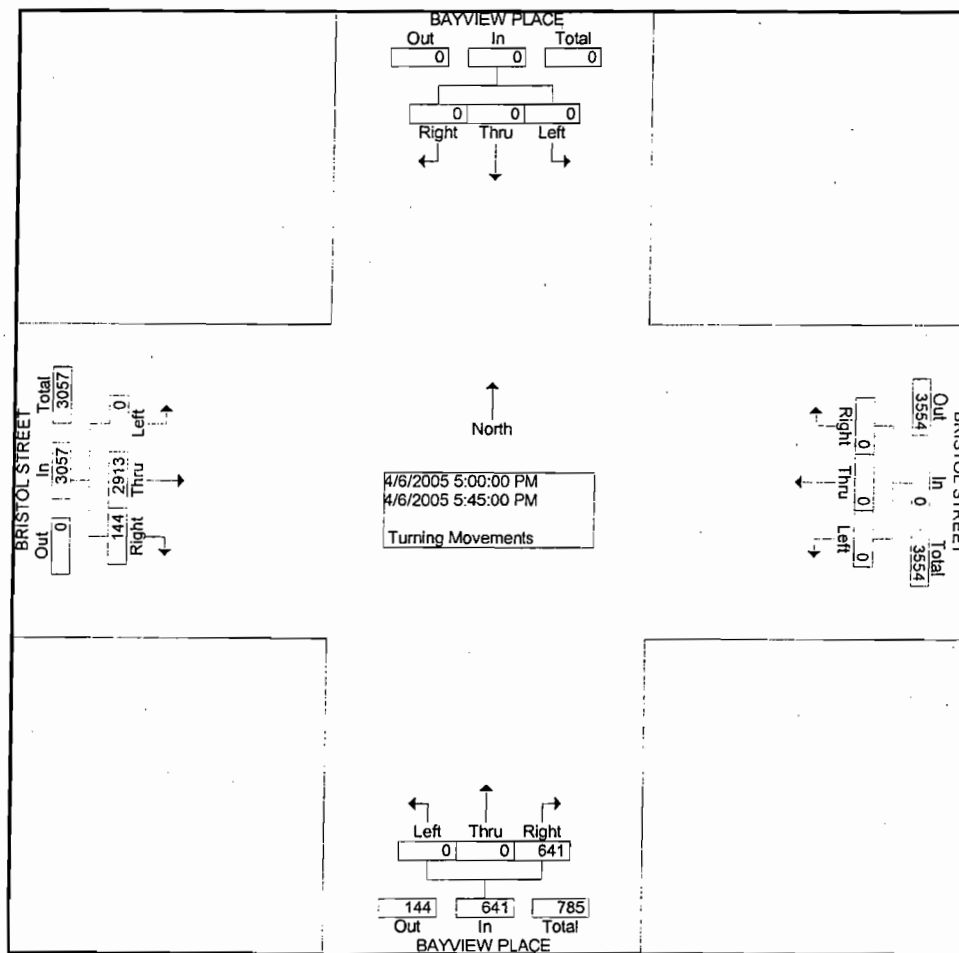 BAYVIEW PLACE
Out In Total
0 0 0
0 0 0
Right Thru Left
BRISTOL STREET
Total In Out
3057 3057 0
0 2913 144
Left Thru Right
North
4/6/2005 5:00:00 PM
4/6/2005 5:45:00 PM
Turning Movements
Right Thru Left
0 0 0
Out In Total
3554 0 3554
BRISTOL STREET
Left Thru Right
0 0 641
144 641 785
Out In Total
BAYVIEW PLACE